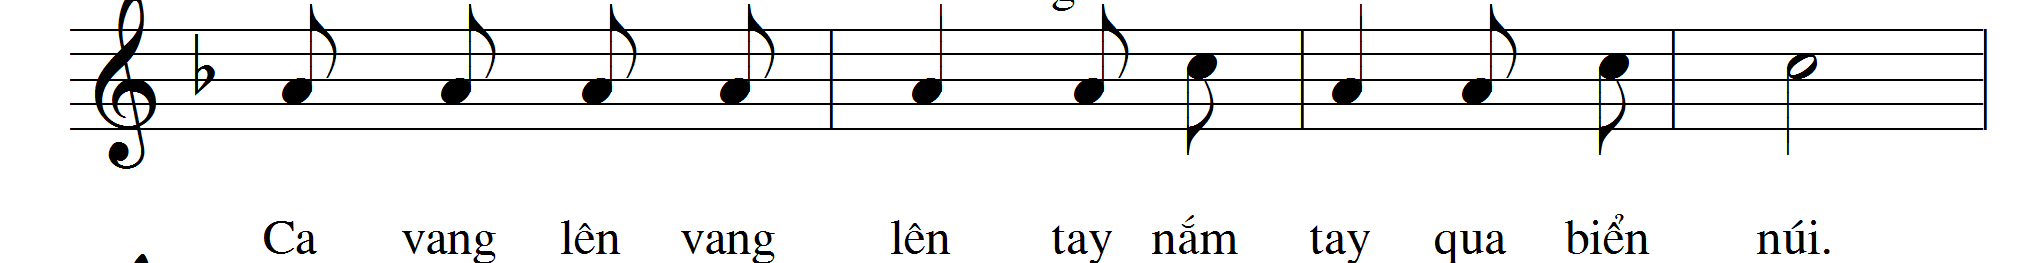 Ca vang lên vang lên tay nắm tay qua biển núi.